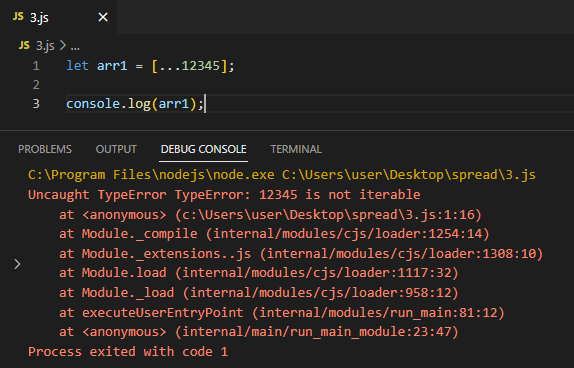 JS 3.js ×
JS 3.js > ...
1 let arr1 = [...12345];
2
3 console.log(arr1);
PROBLEMS OUTPUT DEBUG CONSOLE TERMINAL
C:\Program Files\nodejs\node.exe C:\Users\user\Desktop\spread\3.js
Uncaught TypeError TypeError: 12345 is not iterable
at <anonymous> (c:\Users\user\Desktop\spread\3.js:1:16)
at Module._compile (internal/modules/cjs/loader:1254:14)
at Module._extensions..js (internal/modules/cjs/loader:1308:10)
at Module.load (internal/modules/cjs/loader:1117:32)
at Module._load (internal/modules/cjs/loader:958:12)
at executeUserEntryPoint (internal/modules/run_main:81:12)
at <anonymous> (internal/main/run_main_module:23:47)
Process exited with code 1